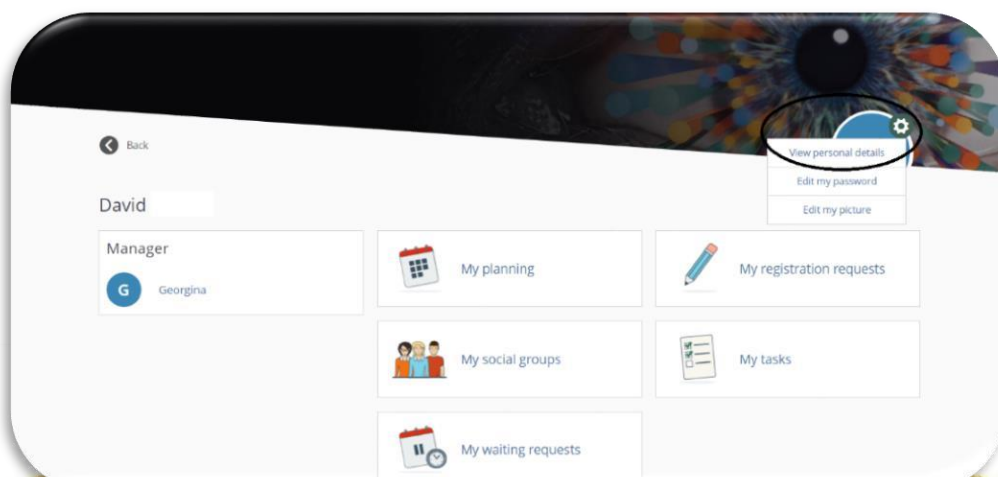 Back
View personal details
Edit my password
Edit my picture
David
Manager
G
Georgina
My planning
My registration requests
My social groups
My tasks
My waiting requests